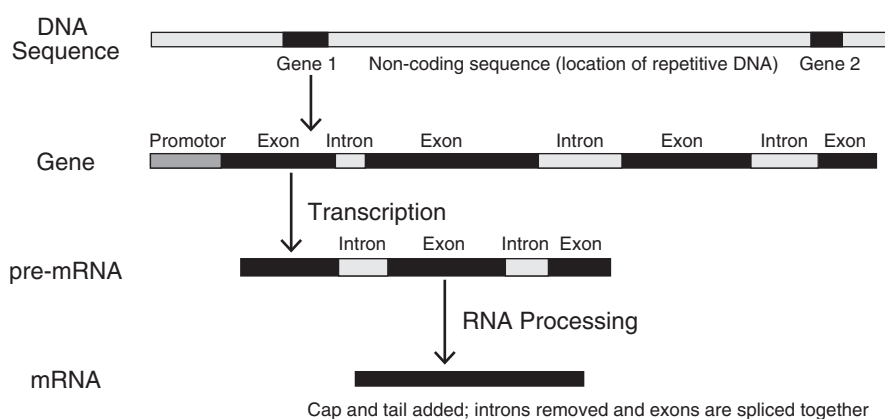 DNA
Sequence
Gene 1
Non-coding sequence (location of repetitive DNA)
Gene 2
Promotor
Exon
Intron
Exon
Intron
Exon
Intron
Exon
Gene
Transcription
Intron
Exon
Intron
Exon
pre-mRNA
RNA Processing
mRNA
Cap and tail added; introns removed and exons are spliced together